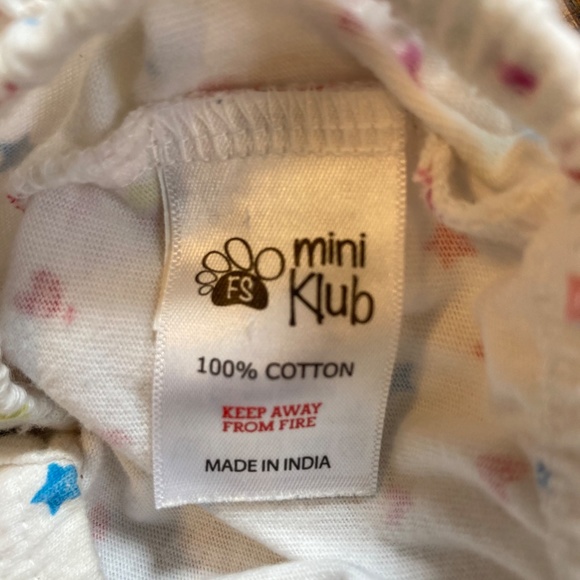 mini
FS Klub
100% COTTON
KEEP AWAY
FROM FIRE
MADE IN INDIA